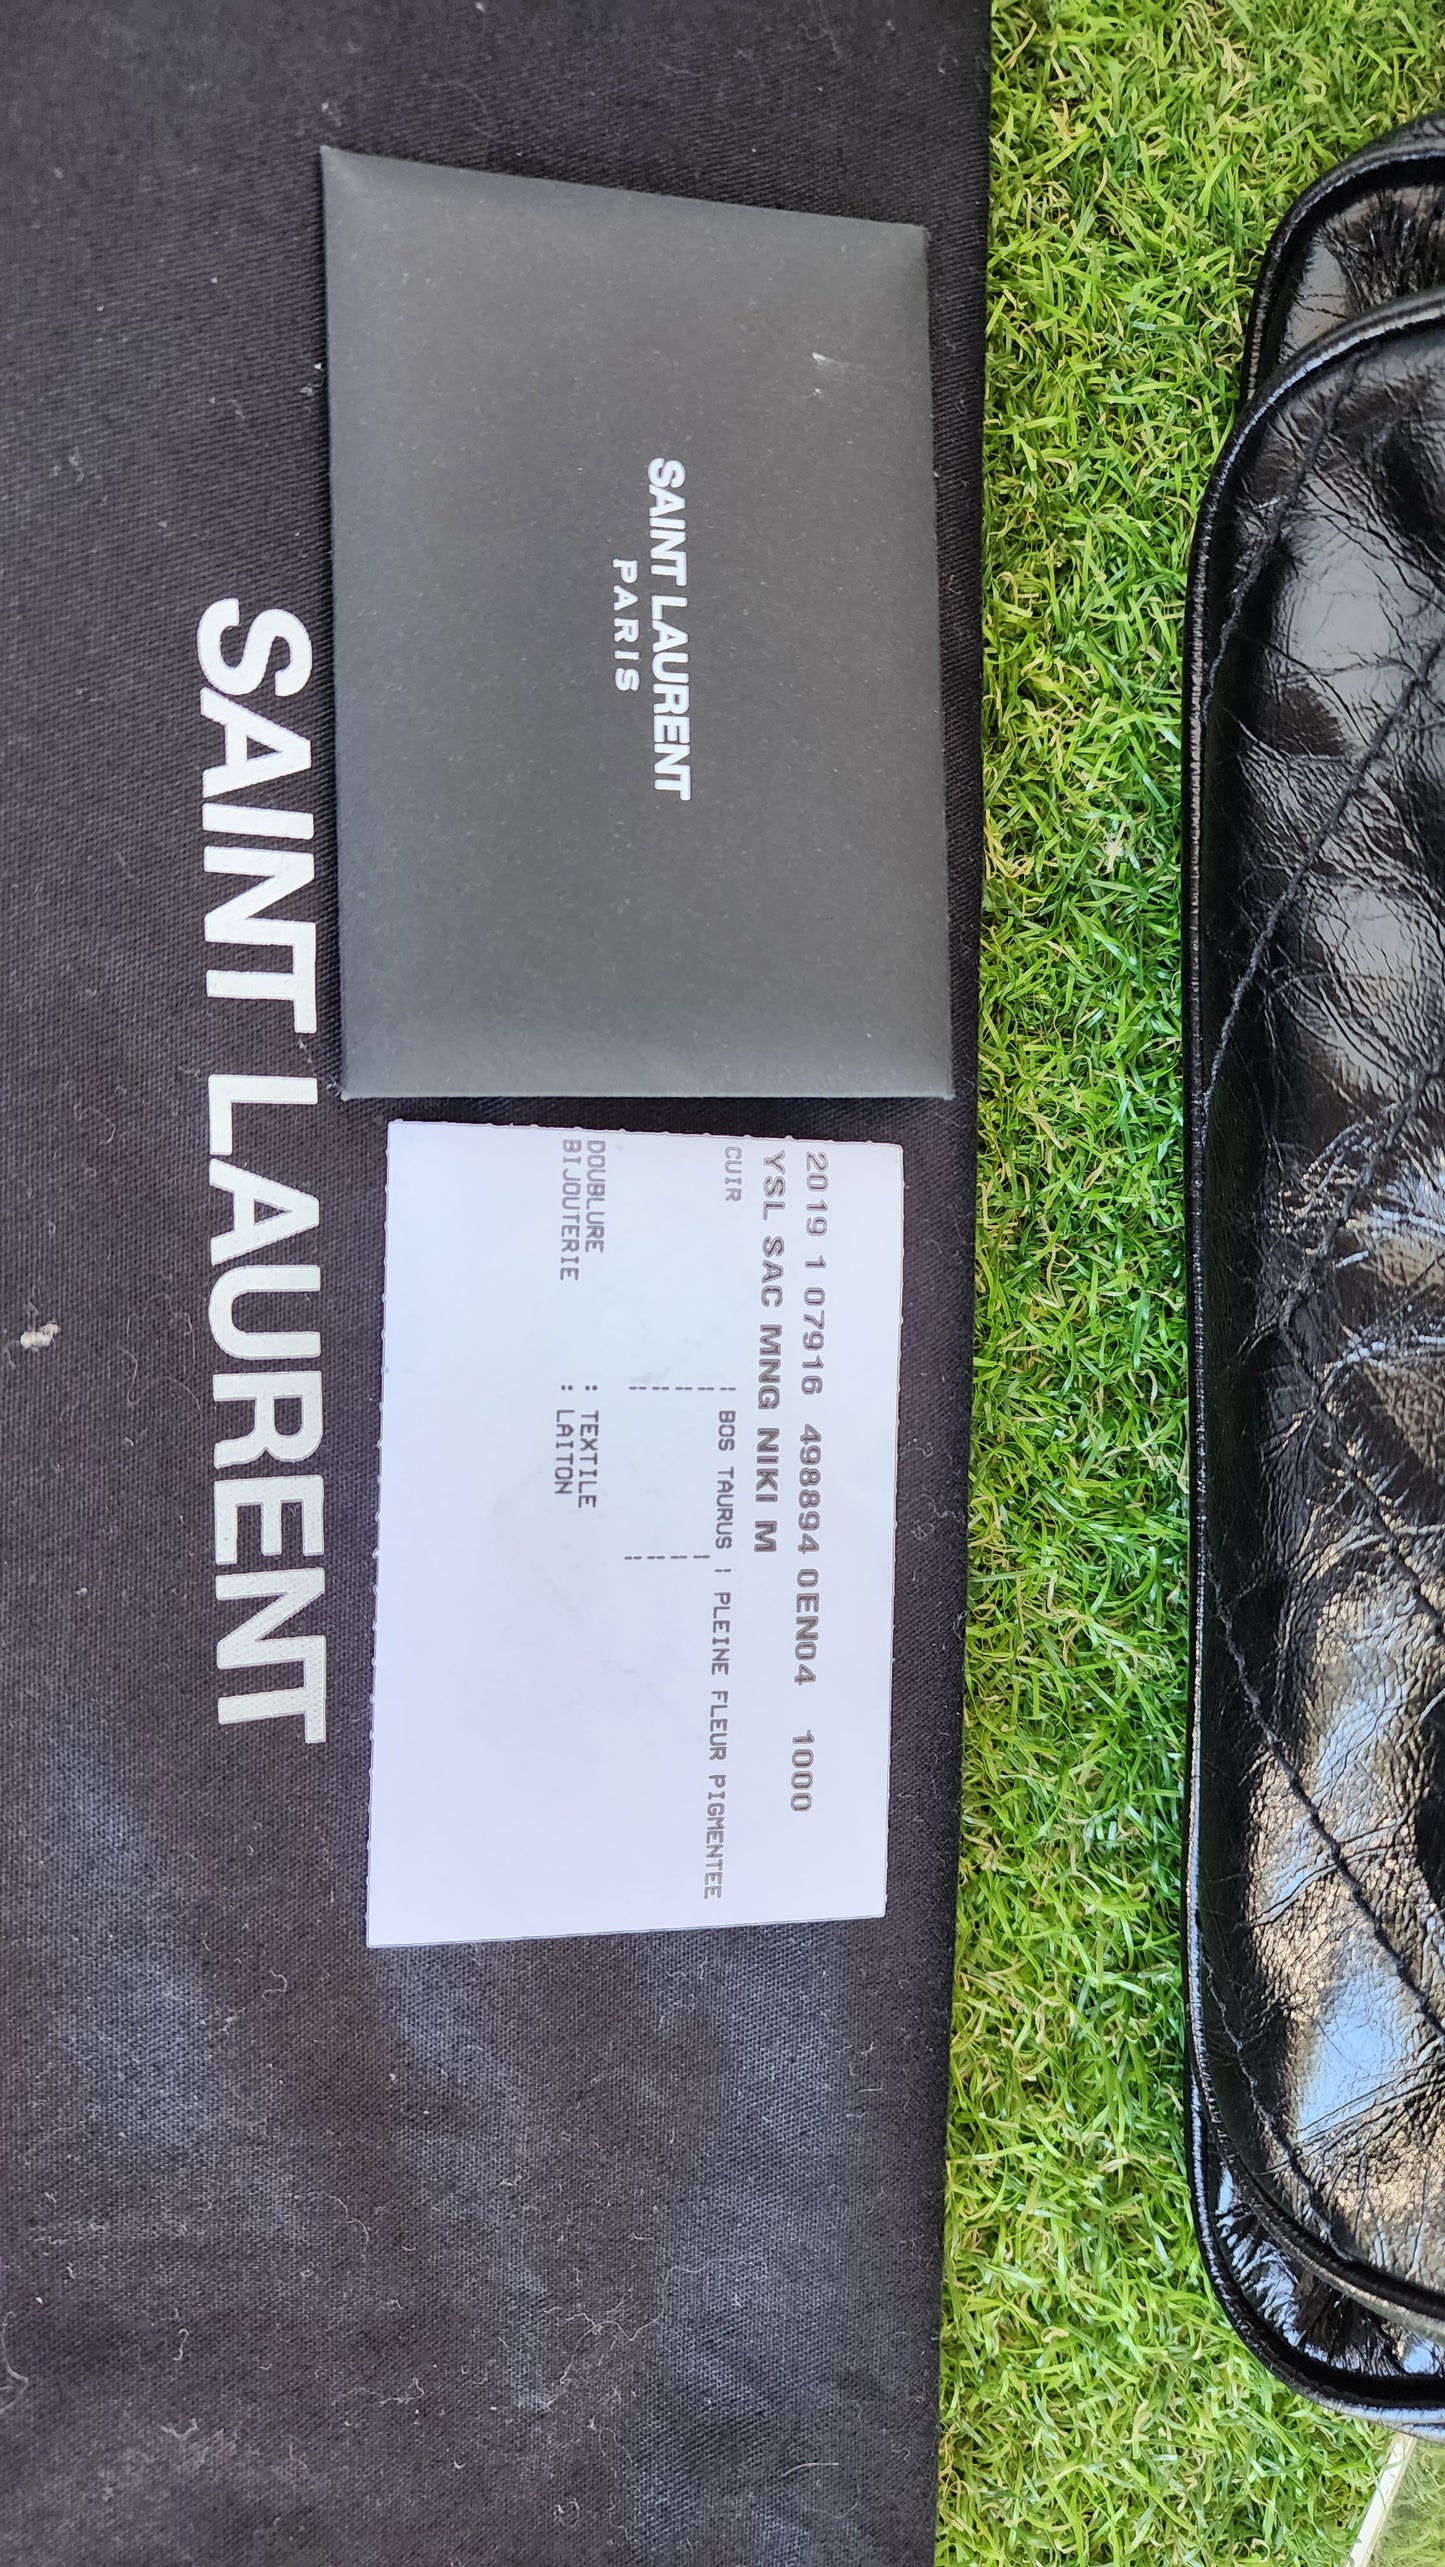 SAINT LAURENT
PARIS
2019 1 07916 498894 0EN04 1000
YSL SAC MNG NIKI M
CUIR | BOS TAURUS | PLEINE FLEUR PIGMENTEE
DOUBLURE : TEXTILE
BIJOUTERIE : LAITON
SAINT LAURENT